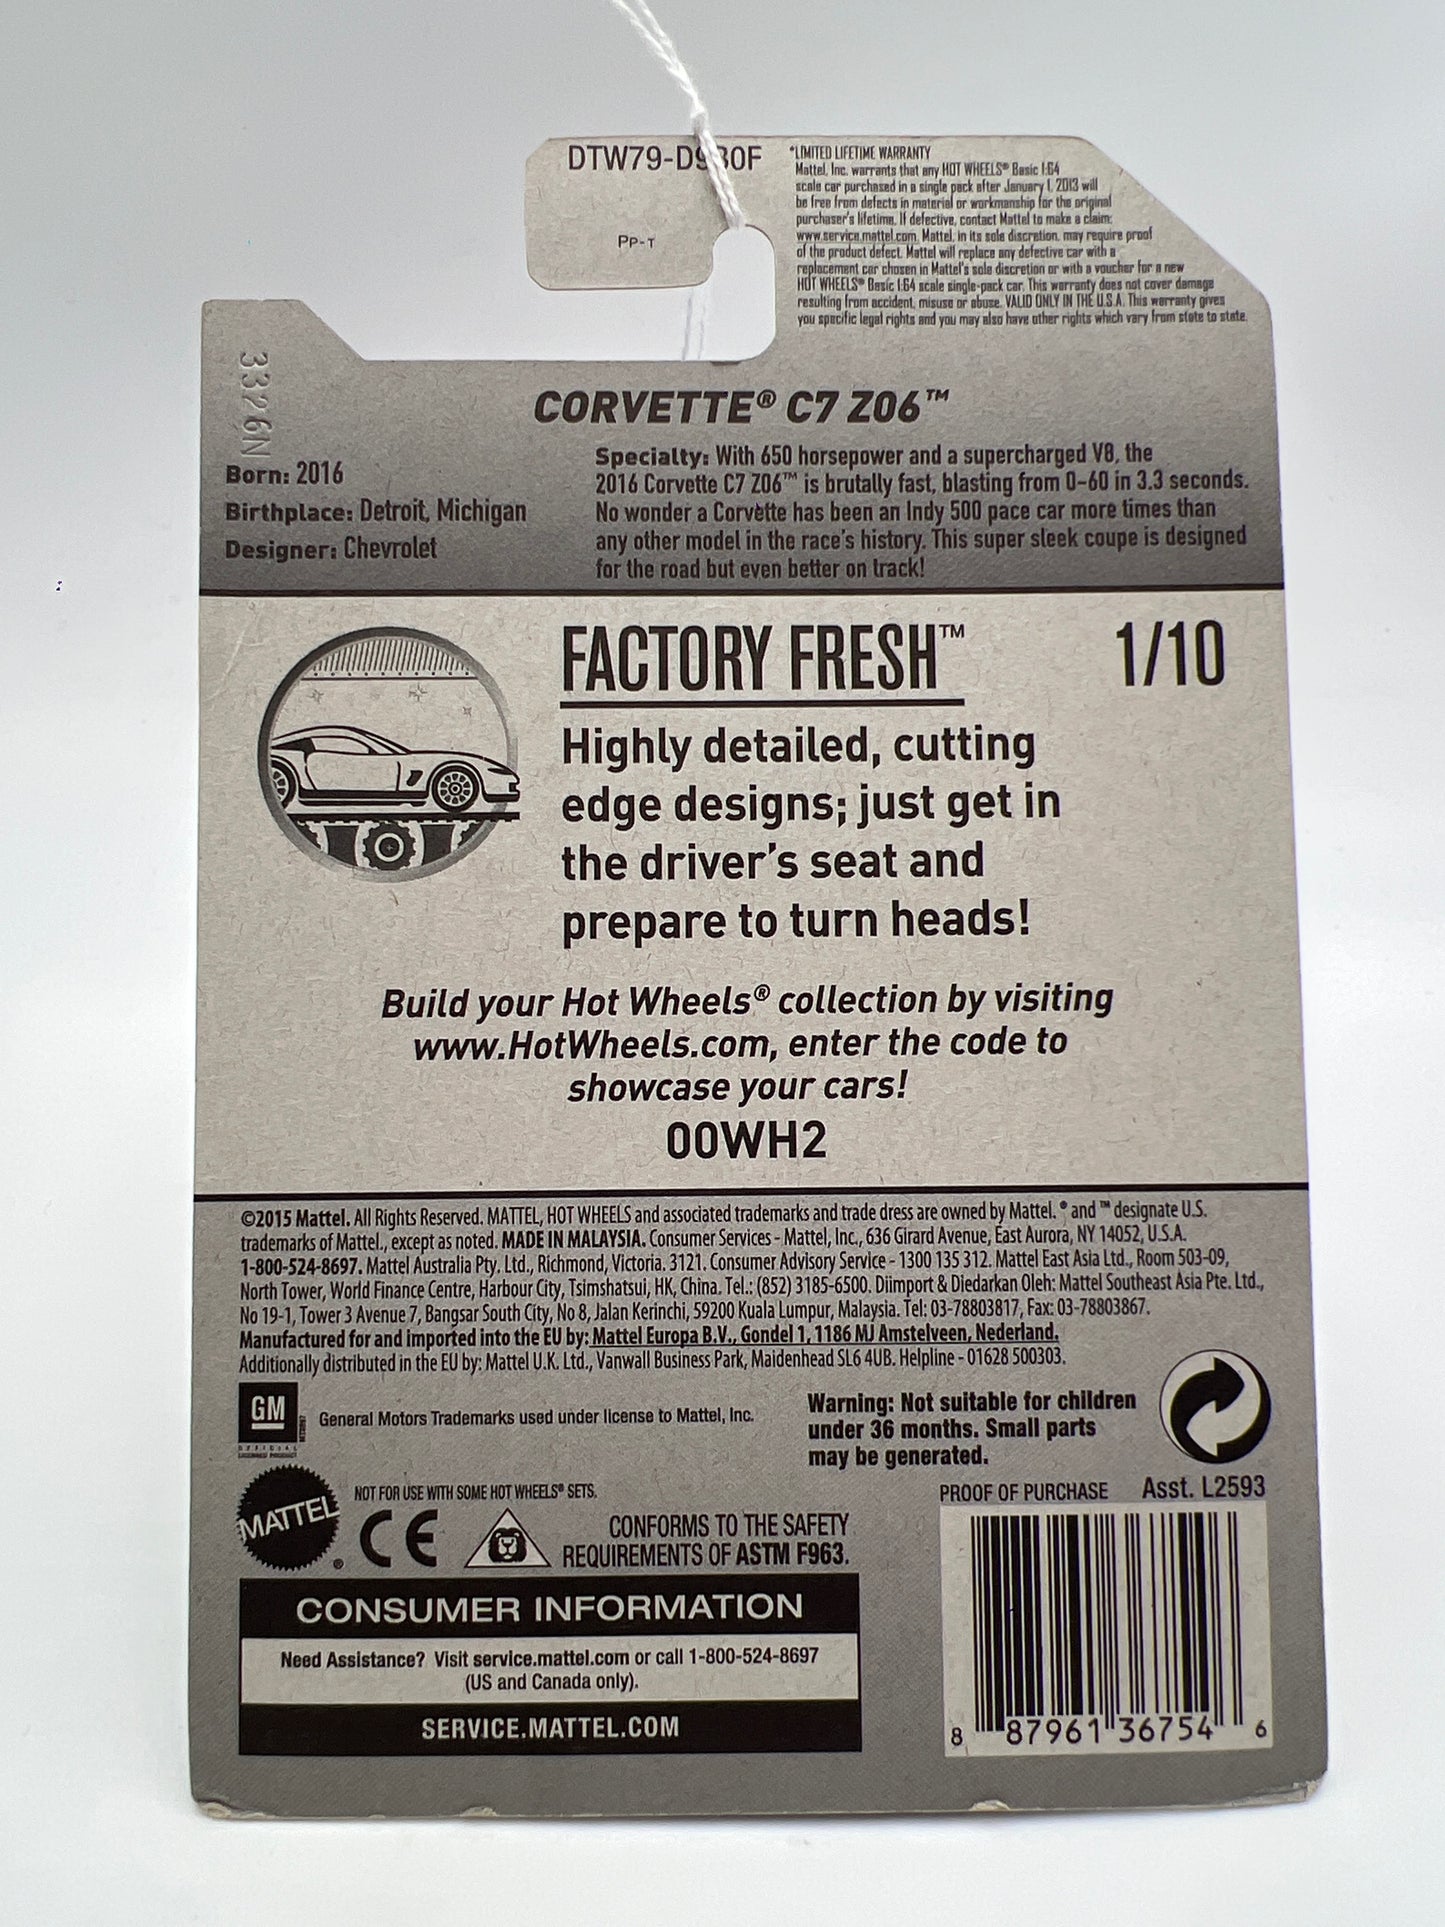 DTW79-D9 0F
PP-T
*LIMITED LIFETIME WARRANTY
Mattel, Inc. warrants that any HOT WHEELS® Basic 1:64
scale car purchased in a single pack after January 1, 2013 will
be free from defects in material or workmanship for the original
purchaser's lifetime. If defective, contact Mattel to make a claim:
www.service.mattel.com. Mattel, in its sole discretion, may require proof
of the product defect. Mattel will replace any defective car with a
replacement car chosen in Mattel's sole discretion or with a voucher for a new
HOT WHEELS® Basic 1:64 scale single-pack car. This warranty does not cover damage
resulting from accident, misuse or abuse. VALID ONLY IN THE U.S.A. This warranty gives
you specific legal rights and you may also have other rights which vary from state to state.
3326N
CORVETTE® C7 Z06™
Born: 2016
Birthplace: Detroit, Michigan
Designer: Chevrolet
Specialty: With 650 horsepower and a supercharged V8, the
2016 Corvette C7 Z06™ is brutally fast, blasting from 0-60 in 3.3 seconds.
No wonder a Corvette has been an Indy 500 pace car more times than
any other model in the race's history. This super sleek coupe is designed
for the road but even better on track!
FACTORY FRESH™ 1/10
Highly detailed, cutting
edge designs; just get in
the driver's seat and
prepare to turn heads!
Build your Hot Wheels® collection by visiting
www.HotWheels.com, enter the code to
showcase your cars!
00WH2
©2015 Mattel. All Rights Reserved. MATTEL, HOT WHEELS and associated trademarks and trade dress are owned by Mattel. ® and ™ designate U.S.
trademarks of Mattel., except as noted. MADE IN MALAYSIA. Consumer Services - Mattel, Inc., 636 Girard Avenue, East Aurora, NY 14052, U.S.A.
1-800-524-8697. Mattel Australia Pty. Ltd., Richmond, Victoria. 3121. Consumer Advisory Service - 1300 135 312. Mattel East Asia Ltd., Room 503-09,
North Tower, World Finance Centre, Harbour City, Tsimshatsui, HK, China. Tel.: (852) 3185-6500. Diimport & Diedarkan Oleh: Mattel Southeast Asia Pte. Ltd.,
No 19-1, Tower 3 Avenue 7, Bangsar South City, No 8, Jalan Kerinchi, 59200 Kuala Lumpur, Malaysia. Tel: 03-78803817, Fax: 03-78803867.
Manufactured for and imported into the EU by: Mattel Europa B.V., Gondel 1, 1186 MJ Amstelveen, Nederland.
Additionally distributed in the EU by: Mattel U.K. Ltd., Vanwall Business Park, Maidenhead SL6 4UB. Helpline - 01628 500303.
GM
OFFICIAL
LICENSED PRODUCT
General Motors Trademarks used under license to Mattel, Inc.
Warning: Not suitable for children
under 36 months. Small parts
may be generated.
MATTEL®
NOT FOR USE WITH SOME HOT WHEELS® SETS.
CE
CONFORMS TO THE SAFETY
REQUIREMENTS OF ASTM F963.
PROOF OF PURCHASE Asst. L2593
CONSUMER INFORMATION
Need Assistance? Visit service.mattel.com or call 1-800-524-8697
(US and Canada only).
SERVICE.MATTEL.COM
8 87961 36754 6